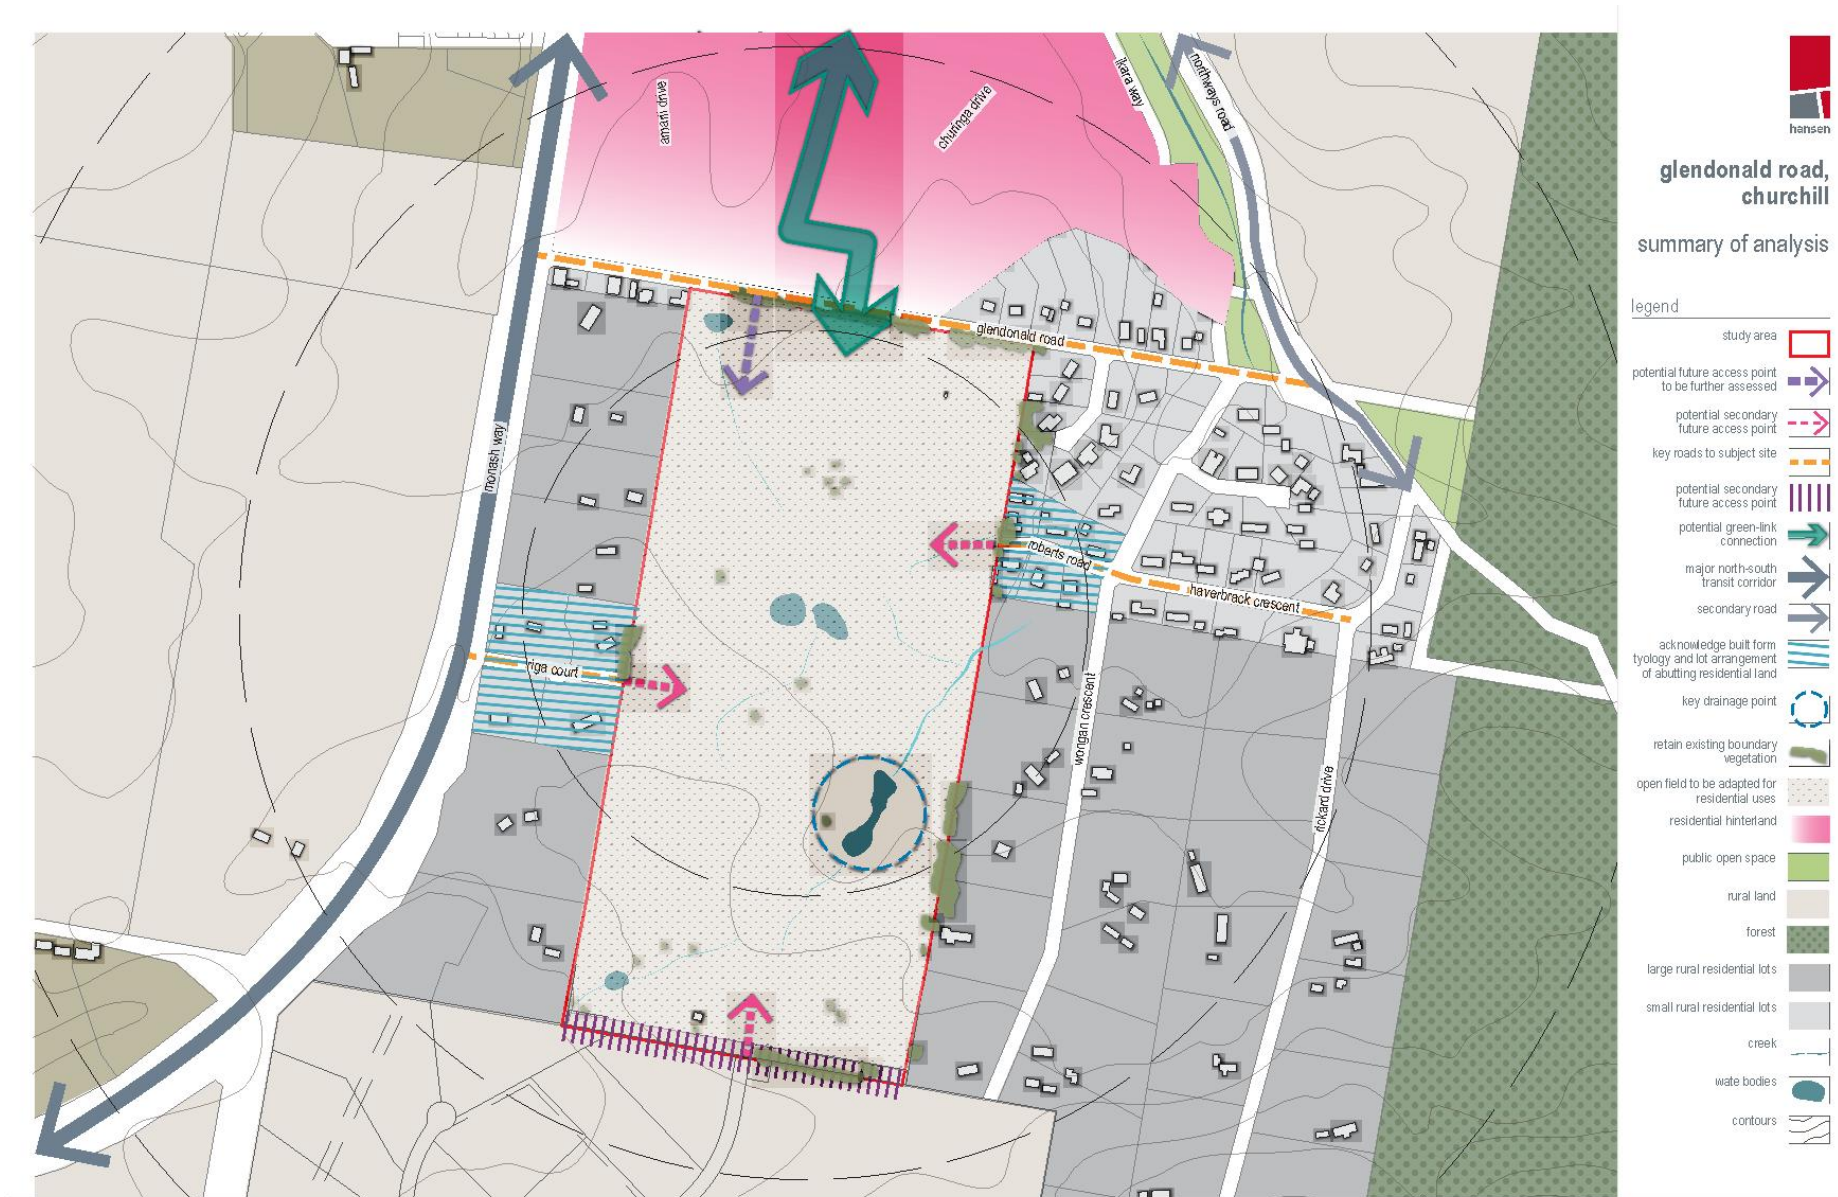 amarili drive
churinga drive
ikara way
northways road
glendonald road
monash way
roberts road
haverbrack crescent
riga court
wongan crescent
rickard drive
hansen
glendonald road,
churchill
summary of analysis
legend
study area
potential future access point
to be further assessed
potential secondary
future access point
key roads to subject site
potential secondary
future access point
potential green-link
connection
major north-south
transit corridor
secondary road
acknowledge built form
tyology and lot arrangement
of abutting residential land
key drainage point
retain existing boundary
vegetation
open field to be adapted for
residential uses
residential hinterland
public open space
rural land
forest
large rural residential lots
small rural residential lots
creek
wate bodies
contours